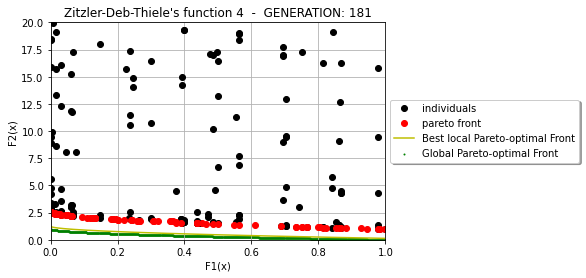 Zitzler-Deb-Thiele's function 4 - GENERATION: 181
20.0
17.5
15.0
12.5
10.0
7.5
5.0
2.5
0.0
F2(x)
0.0 0.2 0.4 0.6 0.8 1.0
F1(x)
individuals
pareto front
Best local Pareto-optimal Front
Global Pareto-optimal Front